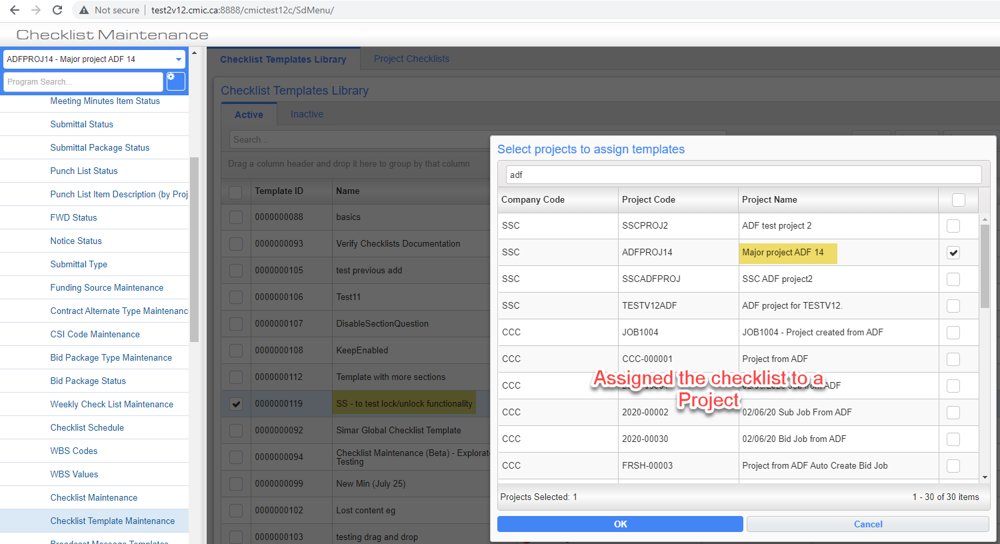 Not secure
test2v12.cmic.ca:8888/cmictest12c/SdMenu/
Checklist Maintenance
ADFPROJ14 - Major project ADF 14
Program Search...
Meeting Minutes Item Status
Submittal Status
Submittal Package Status
Punch List Status
Punch List Item Description (by Proj
FWD Status
Notice Status
Submittal Type
Funding Source Maintenance
Contract Alternate Type Maintenanc
CSI Code Maintenance
Bid Package Type Maintenance
Bid Package Status
Weekly Check List Maintenance
Checklist Schedule
WBS Codes
WBS Values
Checklist Maintenance
Checklist Template Maintenance
Broadcast Message Templates
Checklist Templates Library
Project Checklists
Checklist Templates Library
Active
Inactive
Search...
Drag a column header and drop it here to group by that column
Template ID Name
0000000088 basics
0000000093 Verify Checklists Documentation
0000000105 test previous add
0000000106 Test11
0000000107 DisableSectionQuestion
0000000108 KeepEnabled
0000000112 Template with more sections
0000000119 SS - to test lock/unlock functionality
0000000092 Simar Global Checklist Template
0000000094 Checklist Maintenance (Beta) - Explorat
Testing
0000000099 New Min (July 25)
0000000102 Lost content eg
0000000103 testing drag and drop
Select projects to assign templates
adf
Company Code Project Code Project Name
SSC SSCPROJ2 ADF test project 2
SSC ADFPROJ14 Major project ADF 14
SSC SSCADFPROJ SSC ADF project2
SSC TESTV12ADF ADF project for TESTV12.
CCC JOB1004 JOB1004 - Project created from ADF
CCC CCC-000001 Project from ADF
CCC ADF
Assigned the checklist to a
Project
CCC 2020-00002 02/06/20 Sub Job From ADF
CCC 2020-00030 02/06/20 Bid Job from ADF
CCC FRSH-00003 Project from ADF Auto Create Bid Job
Projects Selected: 1
1 - 30 of 30 items
OK
Cancel